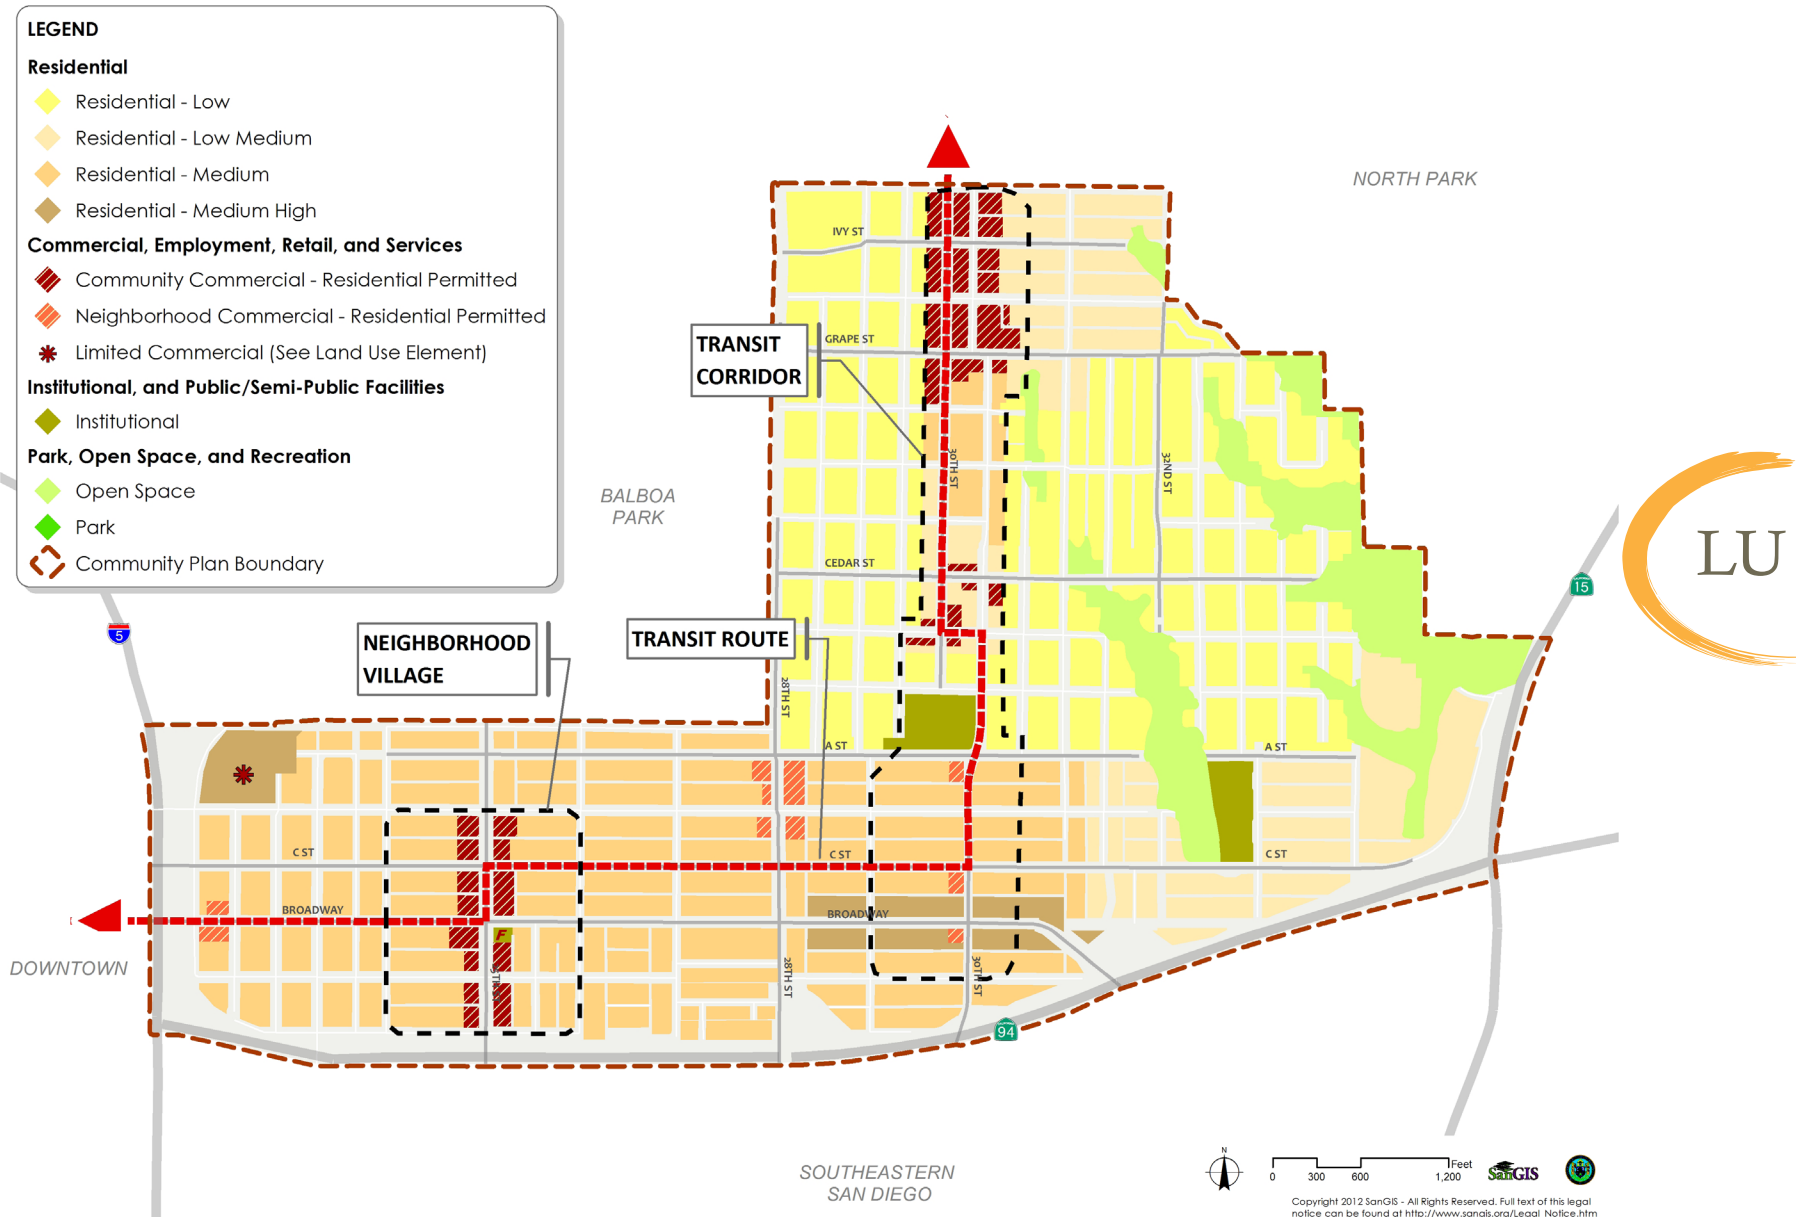 LEGEND
Residential
Residential - Low
Residential - Low Medium
Residential - Medium
Residential - Medium High
Commercial, Employment, Retail, and Services
Community Commercial - Residential Permitted
Neighborhood Commercial - Residential Permitted
Limited Commercial (See Land Use Element)
Institutional, and Public/Semi-Public Facilities
Institutional
Park, Open Space, and Recreation
Open Space
Park
Community Plan Boundary
NORTH PARK
IVY ST
GRAPE ST
TRANSIT
CORRIDOR
30TH ST
32ND ST
BALBOA
PARK
CEDAR ST
LU
15
5
NEIGHBORHOOD
VILLAGE
TRANSIT ROUTE
28TH ST
A ST
A ST
C ST
C ST
C ST
BROADWAY
BROADWAY
F
DOWNTOWN
28TH ST
30TH ST
94
SOUTHEASTERN
SAN DIEGO
N
Feet
0 300 600 1,200
SanGIS
Copyright 2012 SanGIS - All Rights Reserved. Full text of this legal
notice can be found at http://www.sangis.org/Legal_Notice.htm